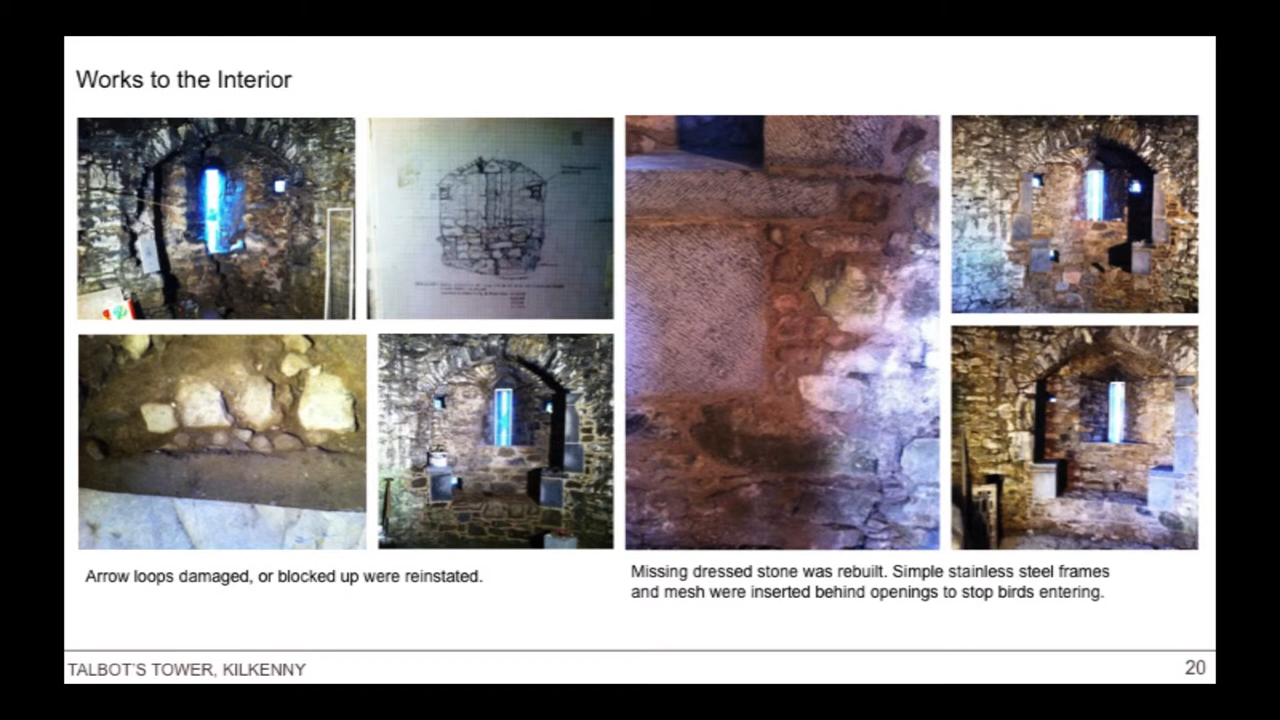 Works to the Interior
Arrow loops damaged, or blocked up were reinstated.
Missing dressed stone was rebuilt. Simple stainless steel frames
and mesh were inserted behind openings to stop birds entering.
TALBOT'S TOWER, KILKENNY
20